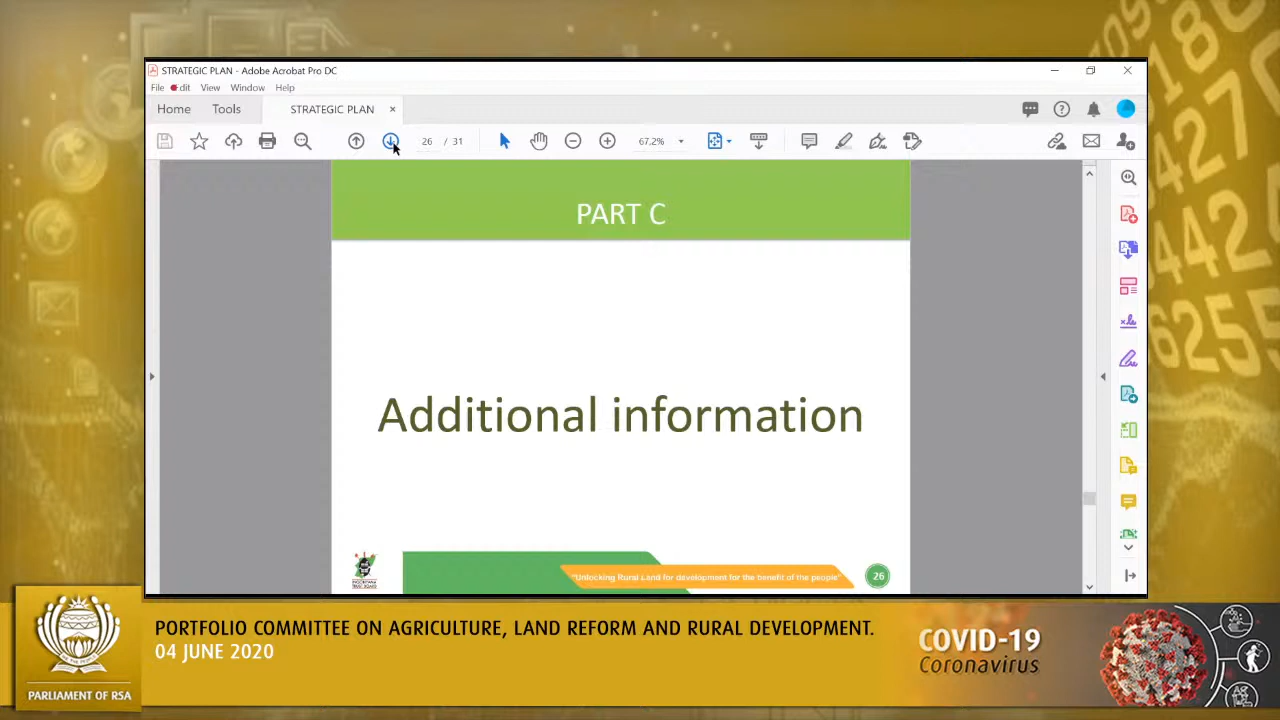 STRATEGIC PLAN - Adobe Acrobat Pro DC
File Edit View Window Help
Home Tools STRATEGIC PLAN
26 / 31 67,2%
PART C
Additional information
"Unlocking Rural Land for development for the benefit of the people" 26
PORTFOLIO COMMITTEE ON AGRICULTURE, LAND REFORM AND RURAL DEVELOPMENT.
04 JUNE 2020
PARLIAMENT OF RSA
COVID-19
Coronavirus